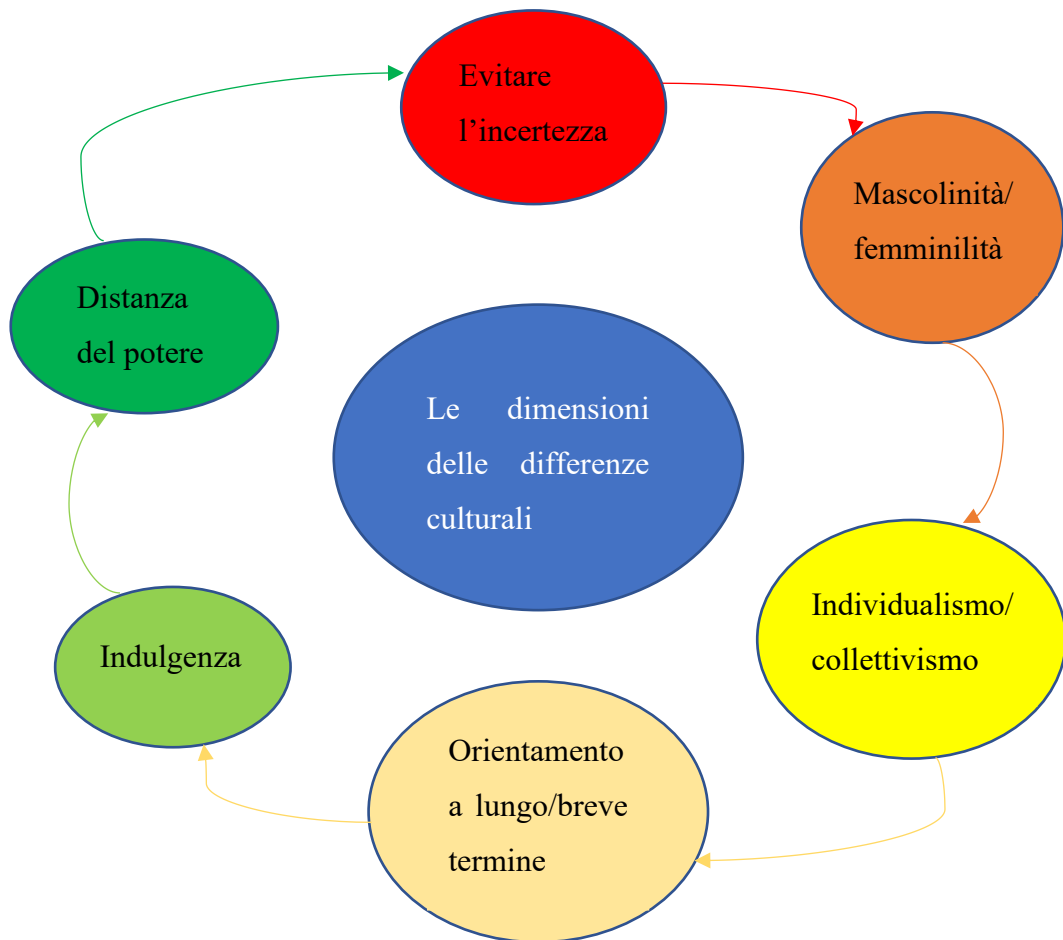 Evitare
l’incertezza
Mascolinità/
femminilità
Distanza
del potere
Le dimensioni
delle differenze
culturali
Individualismo/
collettivismo
Indulgenza
Orientamento
a lungo/breve
termine